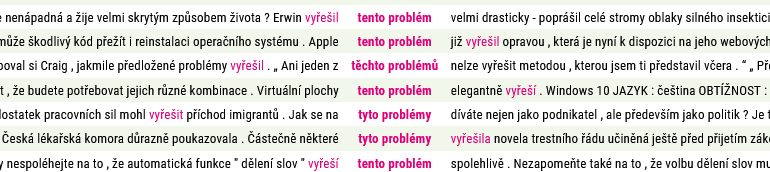 nenápadná a žije velmi skrytým způsobem života ? Erwin vyřešil tento problém velmi drasticky - poprášil celé stromy oblaky silného insektici
může škodlivý kód přežít i reinstalaci operačního systému . Apple tento problém již vyřešil opravou , která je nyní k dispozici na jeho webových
boval si Craig , jakmile předložené problémy vyřešil . „ Ani jeden z těchto problémů nelze vyřešit metodou , kterou jsem ti představil včera . “ „ Př
t , že budete potřebovat jejich různé kombinace . Virtuální plochy tento problém elegantně vyřeší . Windows 10 JAZYK : čeština OBTÍŽNOST :
dostatek pracovních sil mohl vyřešit příchod imigrantů . Jak se na tyto problémy díváte nejen jako podnikatel , ale především jako politik ? Je t
Česká lékařská komora důrazně poukazovala . Částečně některé tyto problémy vyřešila novela trestního řádu učiněná ještě před přijetím záko
y nespoléhejte na to , že automatická funkce " dělení slov " vyřeší tento problém spolehlivě . Nezapomeňte také na to , že volbu dělení slov mu